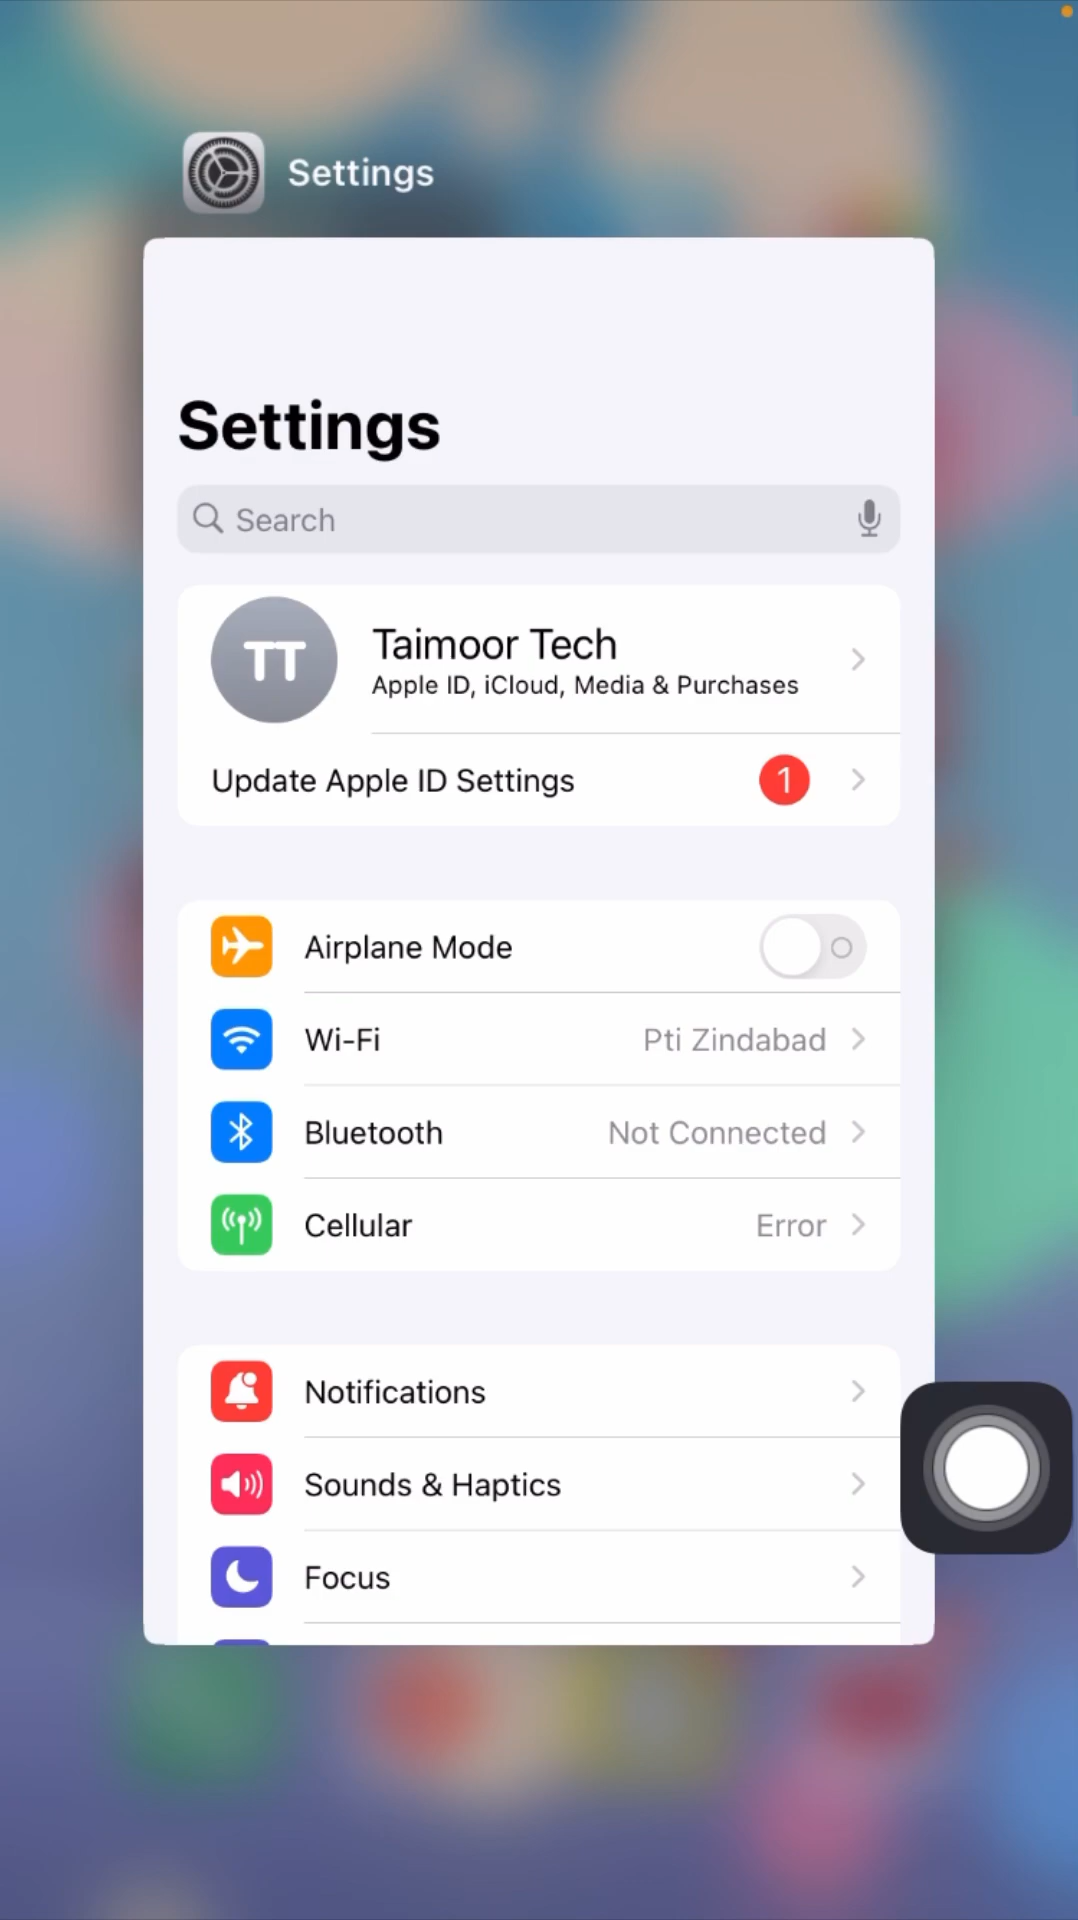 Settings
Settings
Search
TT
Taimoor Tech
Apple ID, iCloud, Media & Purchases
Update Apple ID Settings 1
Airplane Mode
Wi-Fi Pti Zindabad
Bluetooth Not Connected
Cellular Error
Notifications
Sounds & Haptics
Focus